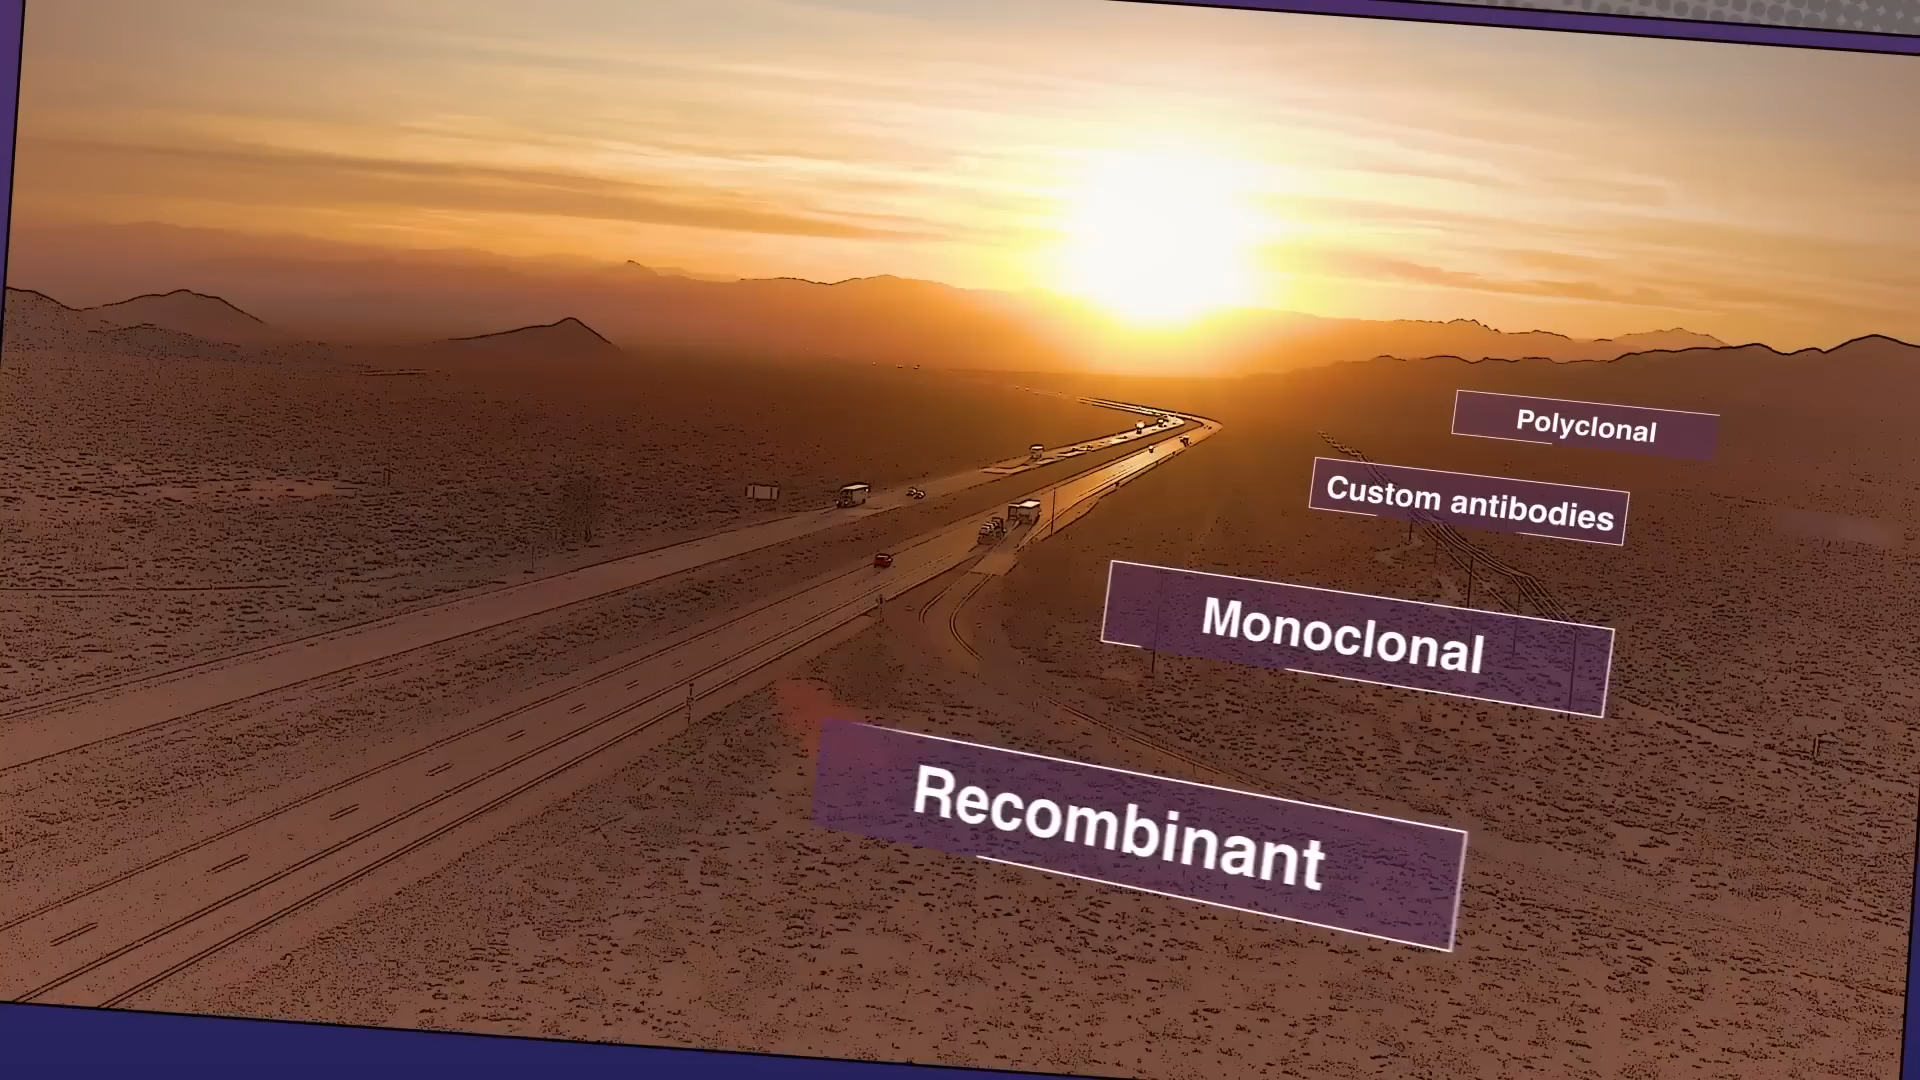 Polyclonal
Custom antibodies
Monoclonal
Recombinant